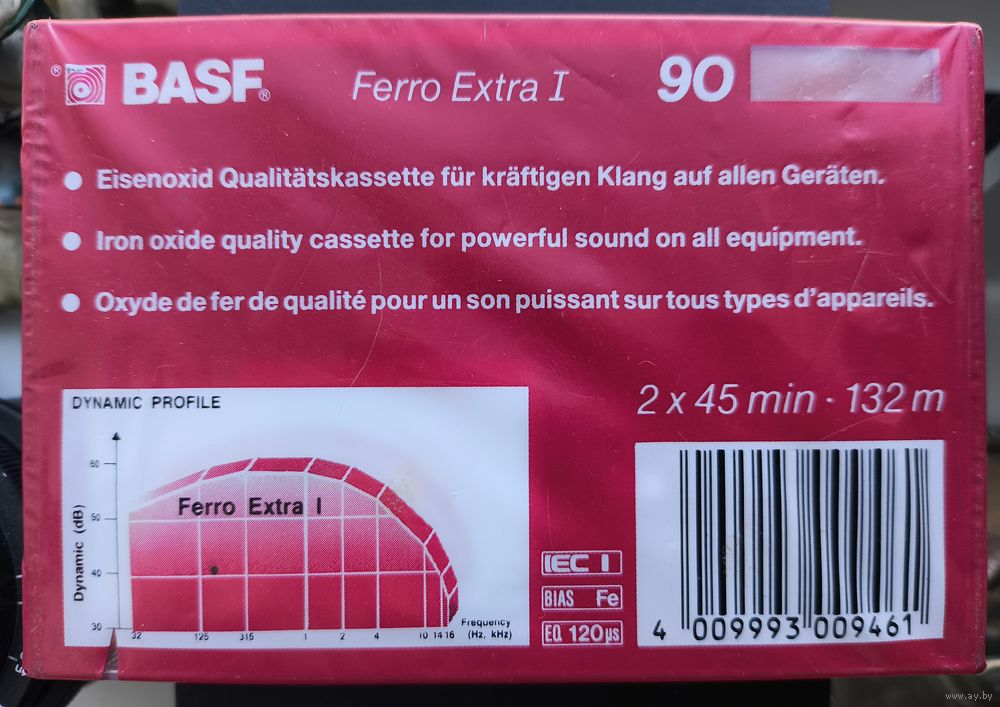 ® BASF® Ferro Extra I 90
● Eisenoxid Qualitätskassette für kräftigen Klang auf allen Geräten.
● Iron oxide quality cassette for powerful sound on all equipment.
● Oxyde de fer de qualité pour un son puissant sur tous types d'appareils.
2 x 45 min · 132 m
DYNAMIC PROFILE
Dynamic (dB)
60
50
40
30
Ferro Extra I
32 125 316 1 2 4 10 14 16
Frequency
(Hz, kHz)
IEC I
BIAS Fe
EQ 120µs
4 009993 009461
www.ay.by